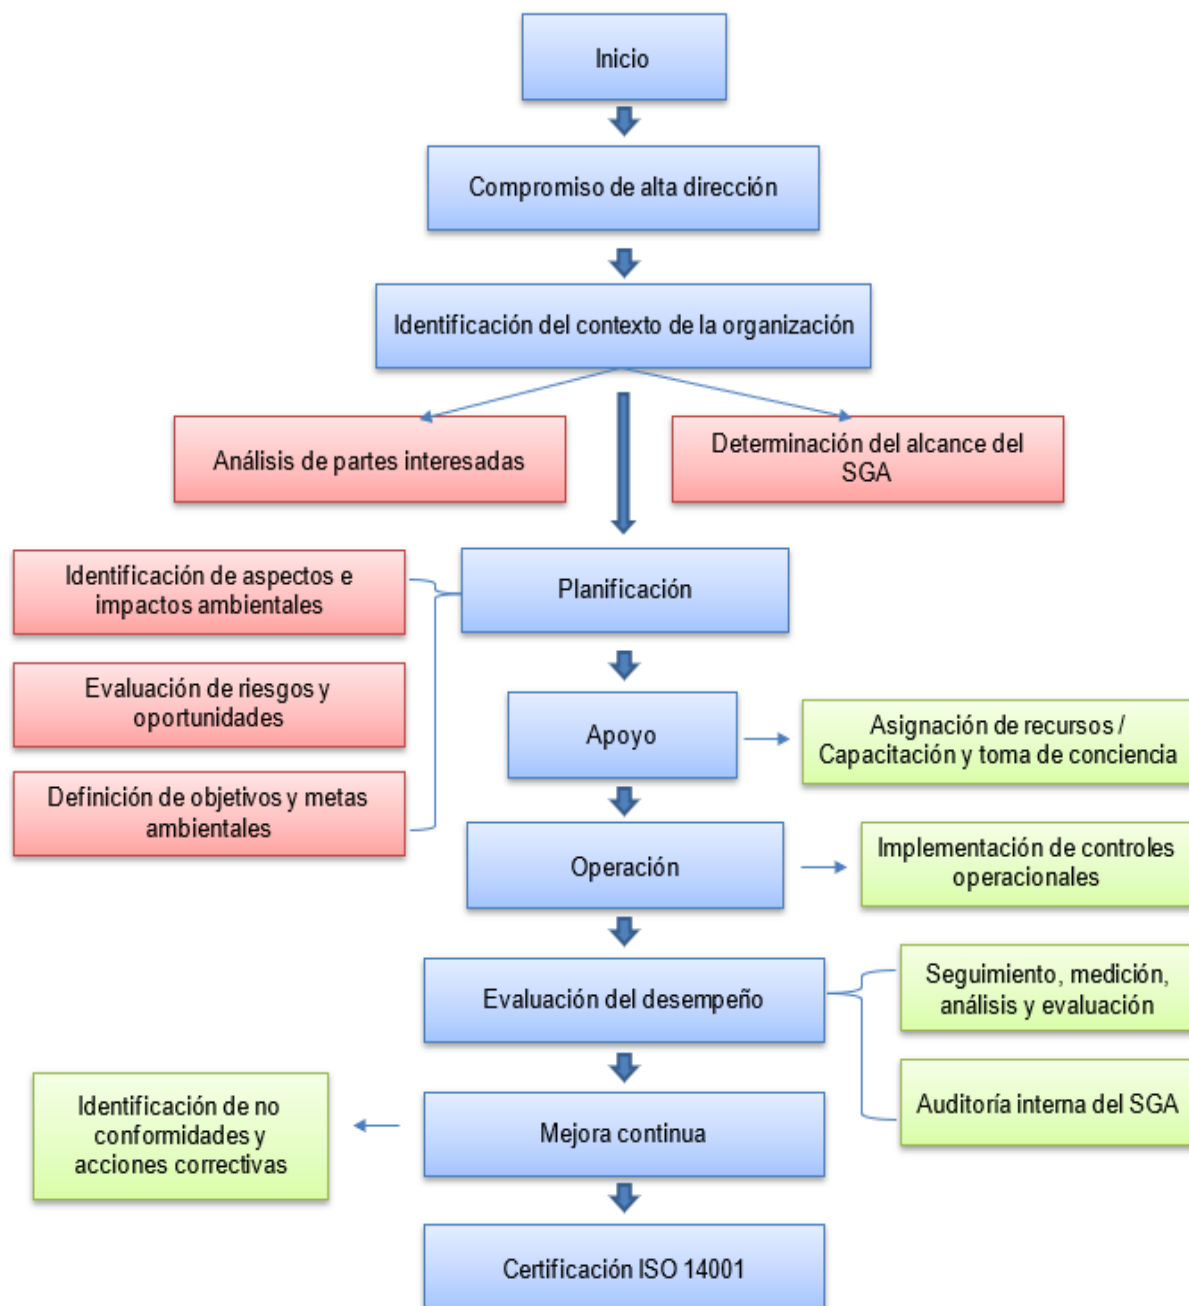 Inicio
Compromiso de alta dirección
Identificación del contexto de la organización
Análisis de partes interesadas
Determinación del alcance del
SGA
Identificación de aspectos e
impactos ambientales
Planificación
Evaluación de riesgos y
oportunidades
Apoyo
Asignación de recursos /
Capacitación y toma de conciencia
Definición de objetivos y metas
ambientales
Operación
Implementación de controles
operacionales
Evaluación del desempeño
Seguimiento, medición,
análisis y evaluación
Auditoría interna del SGA
Identificación de no
conformidades y
acciones correctivas
Mejora continua
Certificación ISO 14001